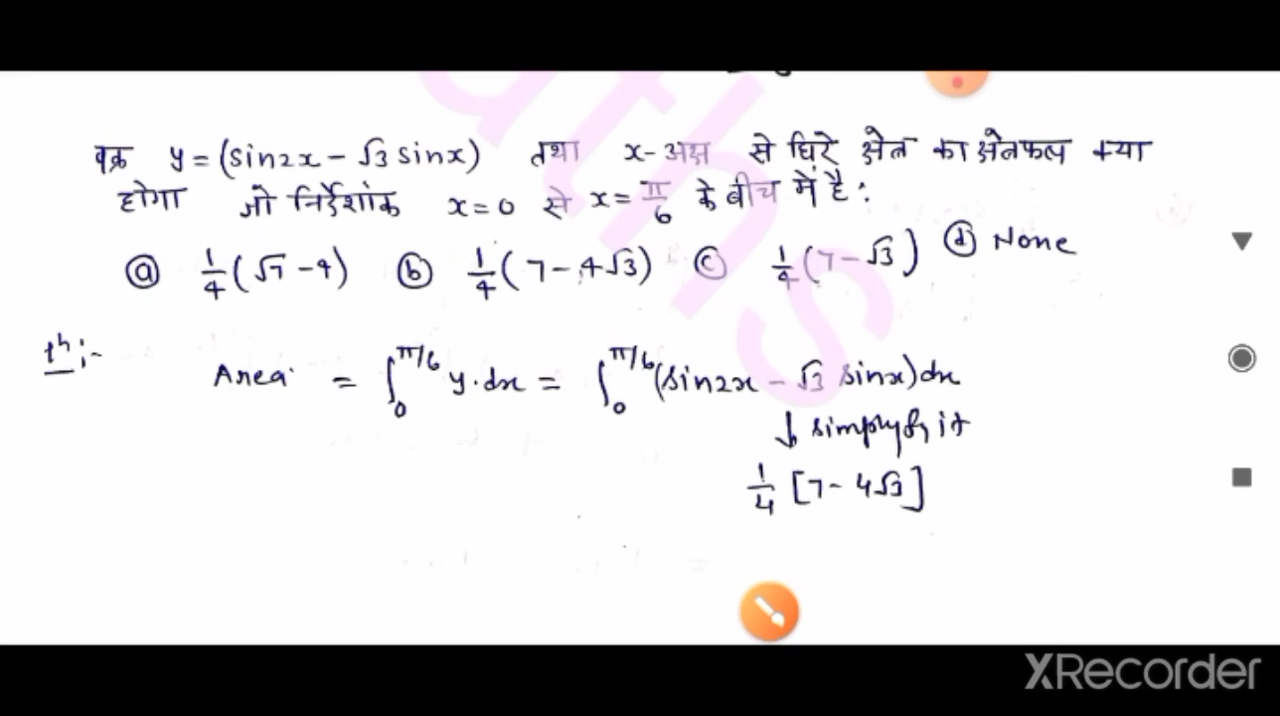 वक्र y = (sin2x - √3 sinx) तथा x-अक्ष से घिरे क्षेत्र का क्षेत्रफल क्या
होगा जो निर्देशांक x=0 से x=π/6 के बीच में है:
ⓐ 1/4(√7-4) ⓑ 1/4(7-4√3) ⓒ 1/4(7-√3) ⓓ None
Area = ∫₀^π/6 y·dx = ∫₀^π/6 (sin2x - √3 sinx)dx
↓ simplify it
1/4 [7-4√3]
maths
XRecorder